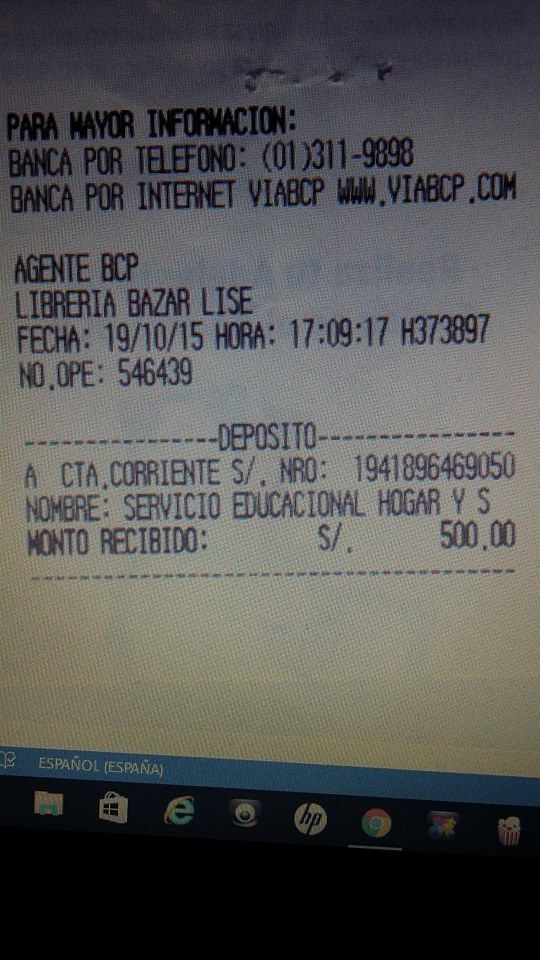 PARA MAYOR INFORMACION:
BANCA POR TELEFONO: (01)311-9898
BANCA POR INTERNET VIABCP WWW.VIABCP.COM
AGENTE BCP
LIBRERIA BAZAR LISE
FECHA: 19/10/15 HORA: 17:09:17 H373897
NO.OPE: 546439
----------------DEPOSITO----------------
A CTA.CORRIENTE S/. NRO: 1941896469050
NOMBRE: SERVICIO EDUCACIONAL HOGAR Y S
MONTO RECIBIDO: S/. 500.00
ESPAÑOL (ESPAÑA)
hp